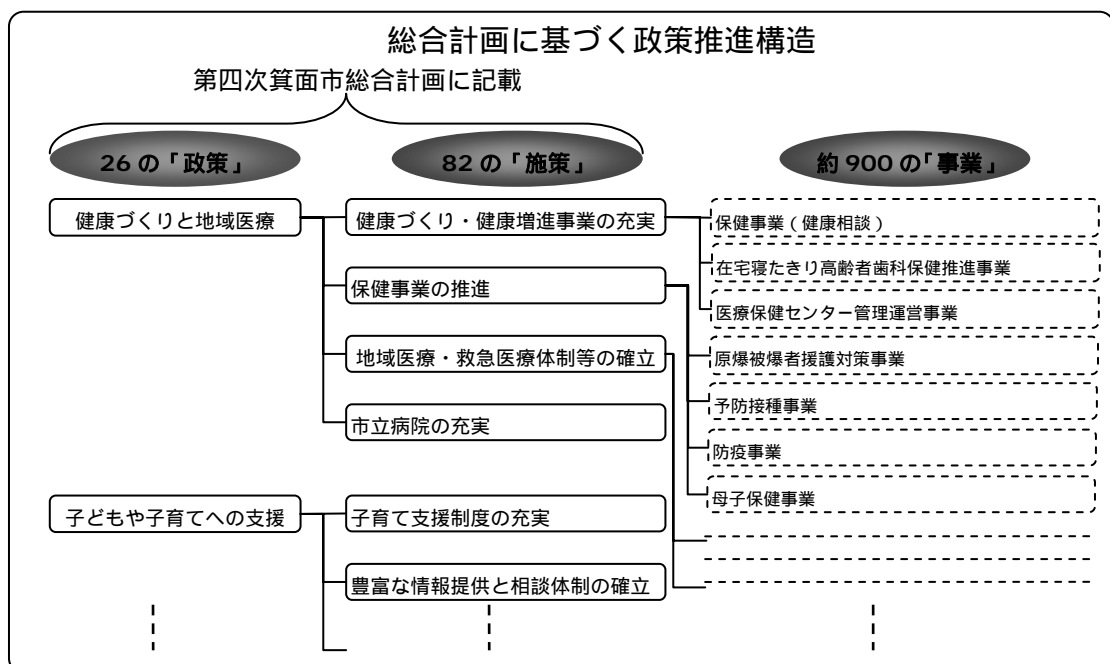 総合計画に基づく政策推進構造
第四次箕面市総合計画に記載
26 の「政策」
82 の「施策」
約 900 の「事業」
健康づくりと地域医療
健康づくり・健康増進事業の充実
保健事業の推進
地域医療・救急医療体制等の確立
市立病院の充実
子どもや子育てへの支援
子育て支援制度の充実
豊富な情報提供と相談体制の確立
保健事業（健康相談）
在宅寝たきり高齢者歯科保健推進事業
医療保健センター管理運営事業
原爆被爆者援護対策事業
予防接種事業
防疫事業
母子保健事業